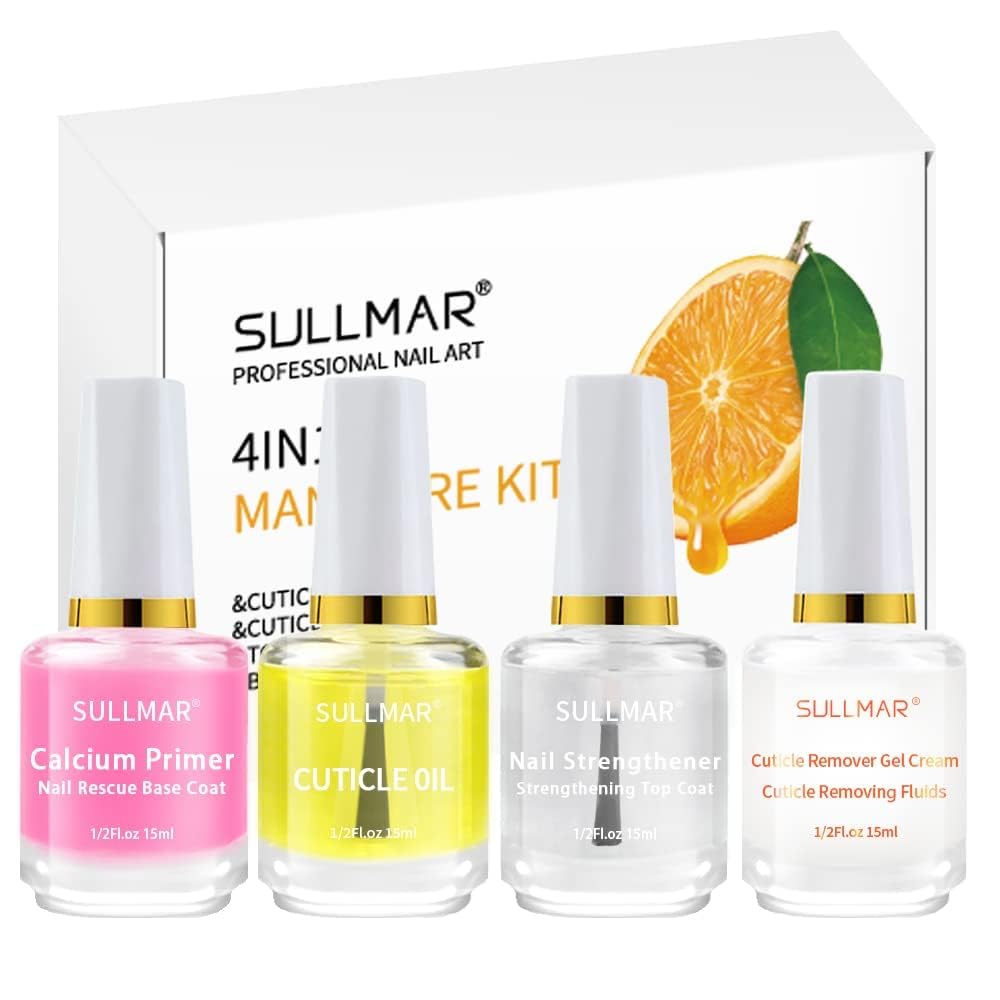 SULLMAR®
PROFESSIONAL NAIL ART
4IN1
KIT
SULLMAR®
Calcium Primer
Nail Rescue Base Coat
1/2Fl.oz 15ml
SULLMAR®
CUTICLE OIL
1/2Fl.oz 15ml
SULLMAR®
Nail Strengthener
Strengthening Top Coat
1/2Fl.oz 15ml
SULLMAR®
Cuticle Remover Gel Cream
Cuticle Removing Fluids
1/2Fl.oz 15ml